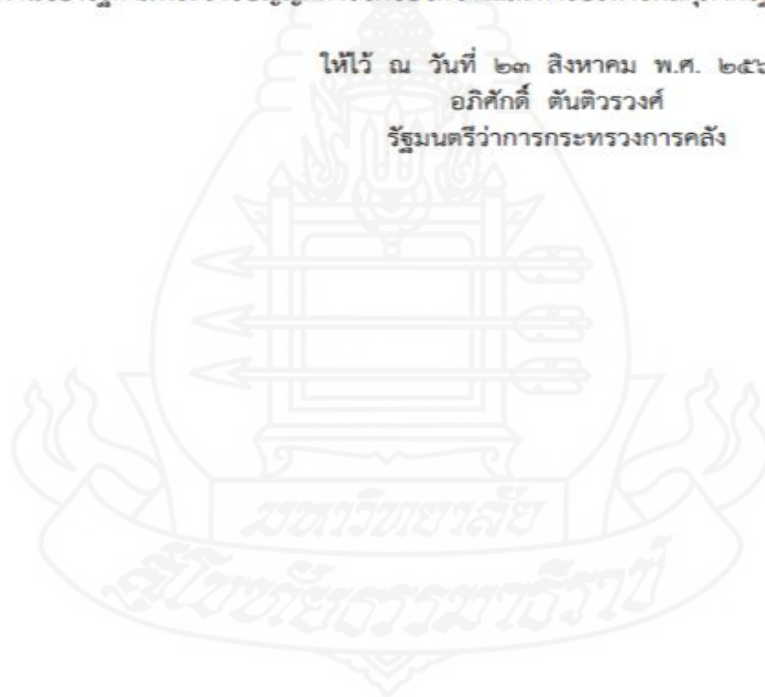 ให้ไว้ ณ วันที่ ๒๓ สิงหาคม พ.ศ.
อภิศักดิ์ ตันติวรวงศ์
รัฐมนตรีว่าการกระทรวงการคลัง
มหาวิทยาลัย
สุโขทัยธรรมาธิราช